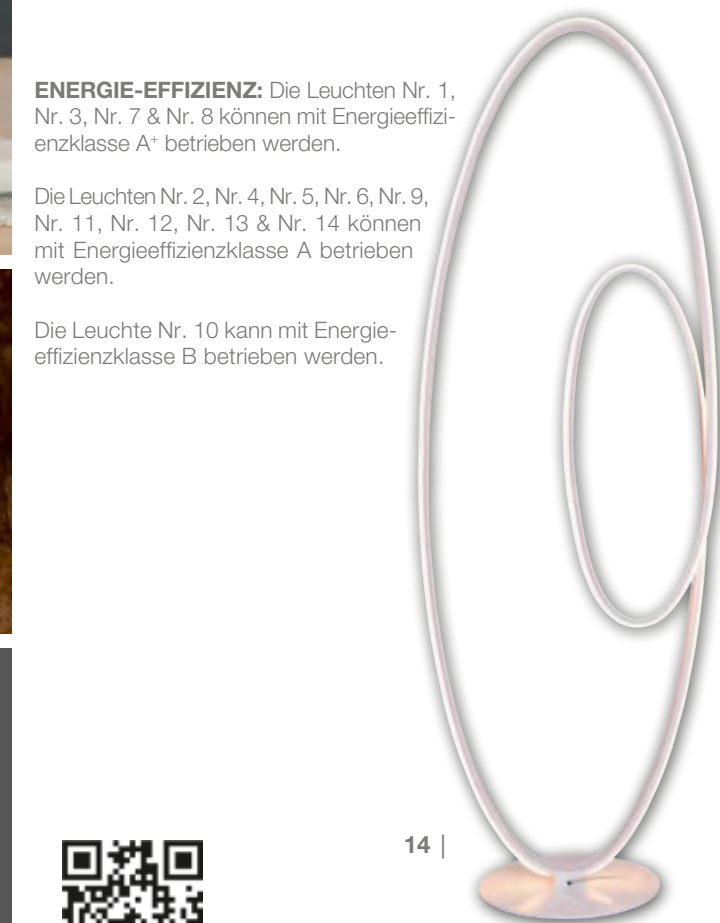 ENERGIE-EFFIZIENZ: Die Leuchten Nr. 1,
Nr. 3, Nr. 7 & Nr. 8 können mit Energieeffizi-
enzklasse A⁺ betrieben werden.
Die Leuchten Nr. 2, Nr. 4, Nr. 5, Nr. 6, Nr. 9,
Nr. 11, Nr. 12, Nr. 13 & Nr. 14 können
mit Energieeffizienzklasse A betrieben
werden.
Die Leuchte Nr. 10 kann mit Energie-
effizienzklasse B betrieben werden.
14 |